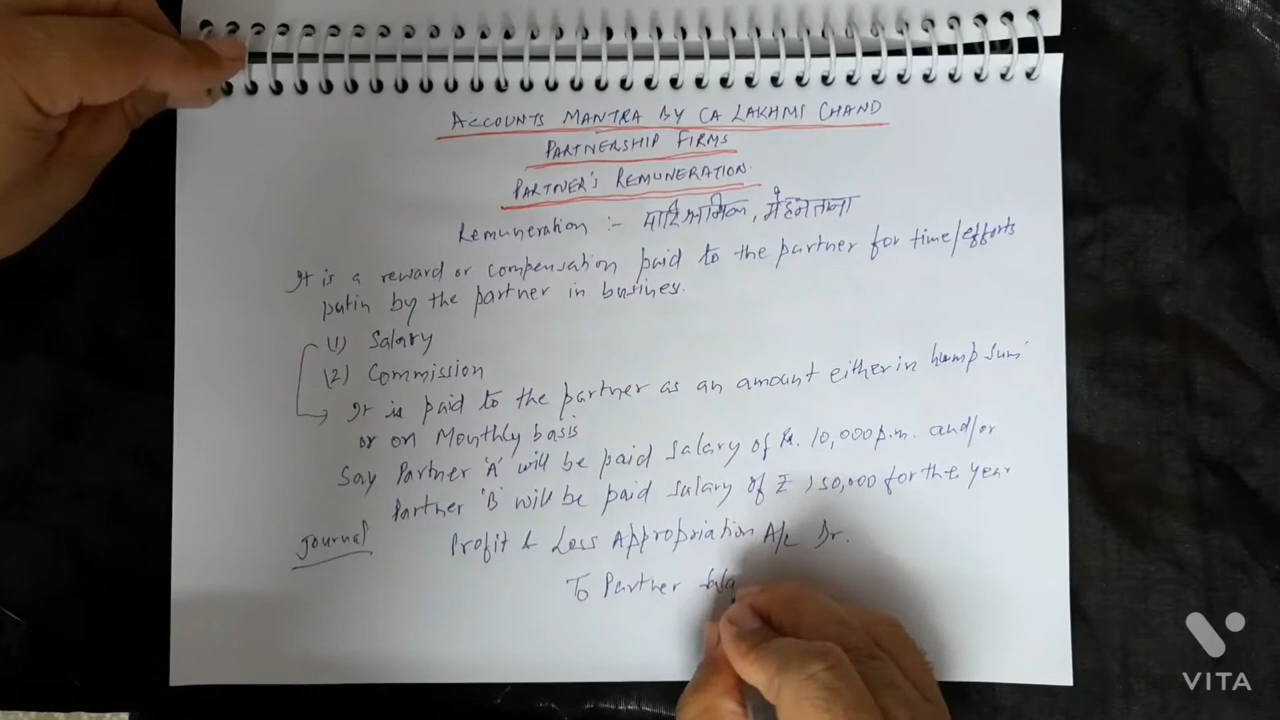 ACCOUNTS MANTRA BY CA LAKHMI CHAND
PARTNERSHIP FIRMS
PARTNER'S REMUNERATION
Remuneration :- पारिश्रमिक, मेहनताना
It is a reward or compensation paid to the partner for time/efforts
putin by the partner in business.
(1) Salary
(2) Commission
It is paid to the partner as an amount either in lump sum
or on Monthly basis
Say Partner 'A' will be paid salary of Rs. 10,000 p.m. and/or
Partner 'B' will be paid salary of ₹ 150,000 for the year
Journal Profit & Loss Appropriation A/c Dr.
To Partner Sala
VITA